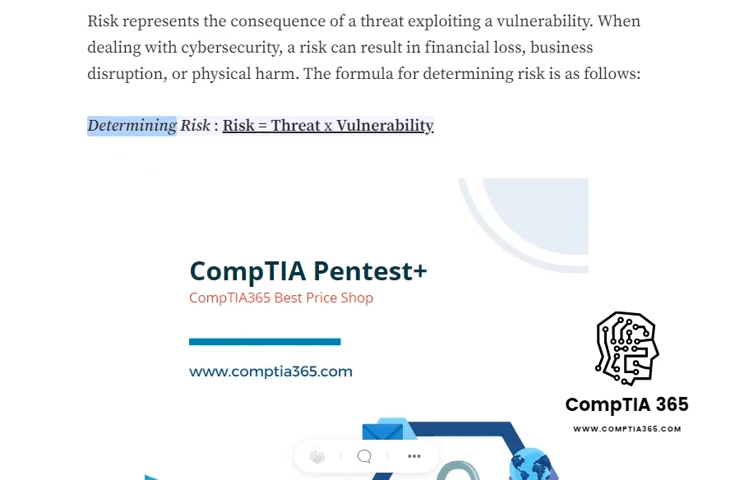 Risk represents the consequence of a threat exploiting a vulnerability. When
dealing with cybersecurity, a risk can result in financial loss, business
disruption, or physical harm. The formula for determining risk is as follows:
Determining Risk : Risk = Threat x Vulnerability
CompTIA Pentest+
CompTIA365 Best Price Shop
www.comptia365.com
CompTIA 365
WWW.COMPTIA365.COM